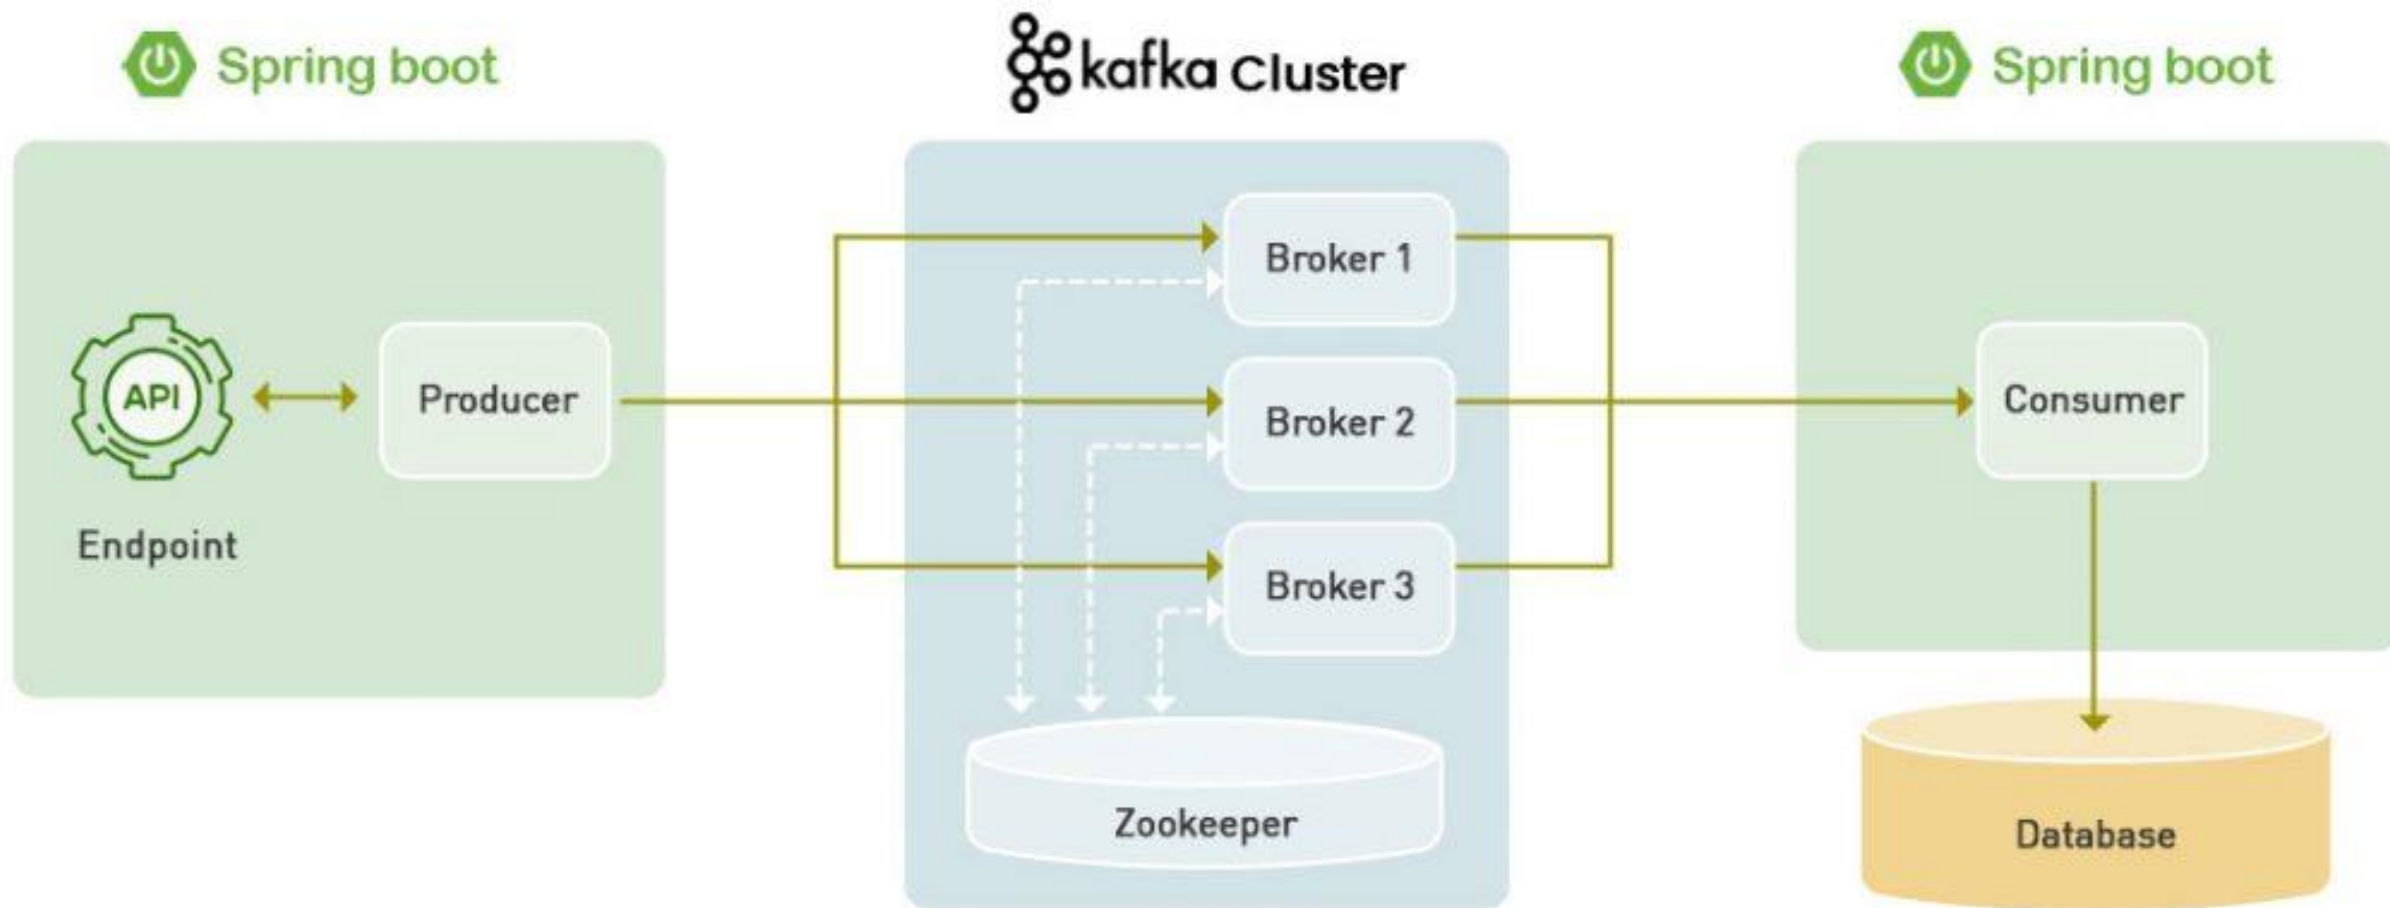 Spring boot
kafka Cluster
Spring boot
API
Endpoint
Producer
Broker 1
Broker 2
Broker 3
Zookeeper
Consumer
Database